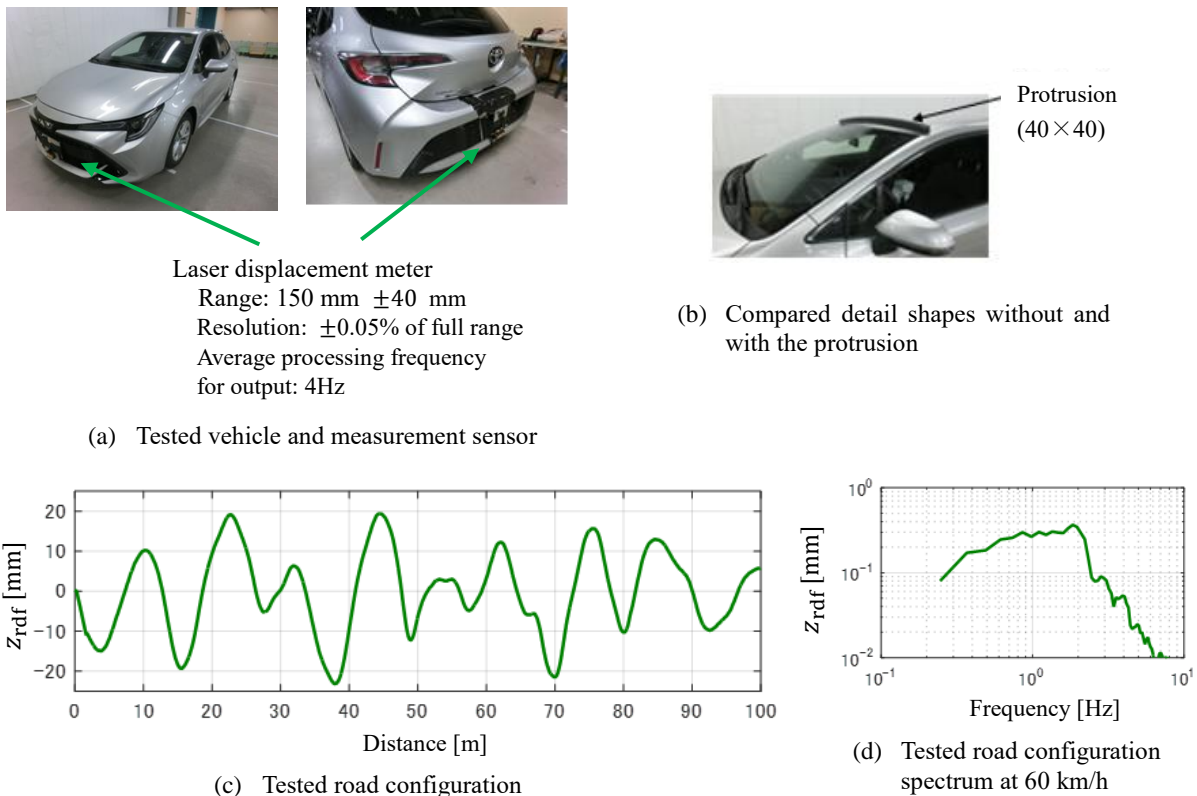 Protrusion
(40×40)
Laser displacement meter
Range: 150 mm ±40 mm
Resolution: ±0.05% of full range
Average processing frequency
for output: 4Hz
(a) Tested vehicle and measurement sensor
(b) Compared detail shapes without and
with the protrusion
20
10
0
−10
−20
z_rdf [mm]
0 10 20 30 40 50 60 70 80 90 100
Distance [m]
(c) Tested road configuration
10^0
10^-1
10^-2
z_rdf [mm]
10^-1 10^0 10^1
Frequency [Hz]
(d) Tested road configuration
spectrum at 60 km/h